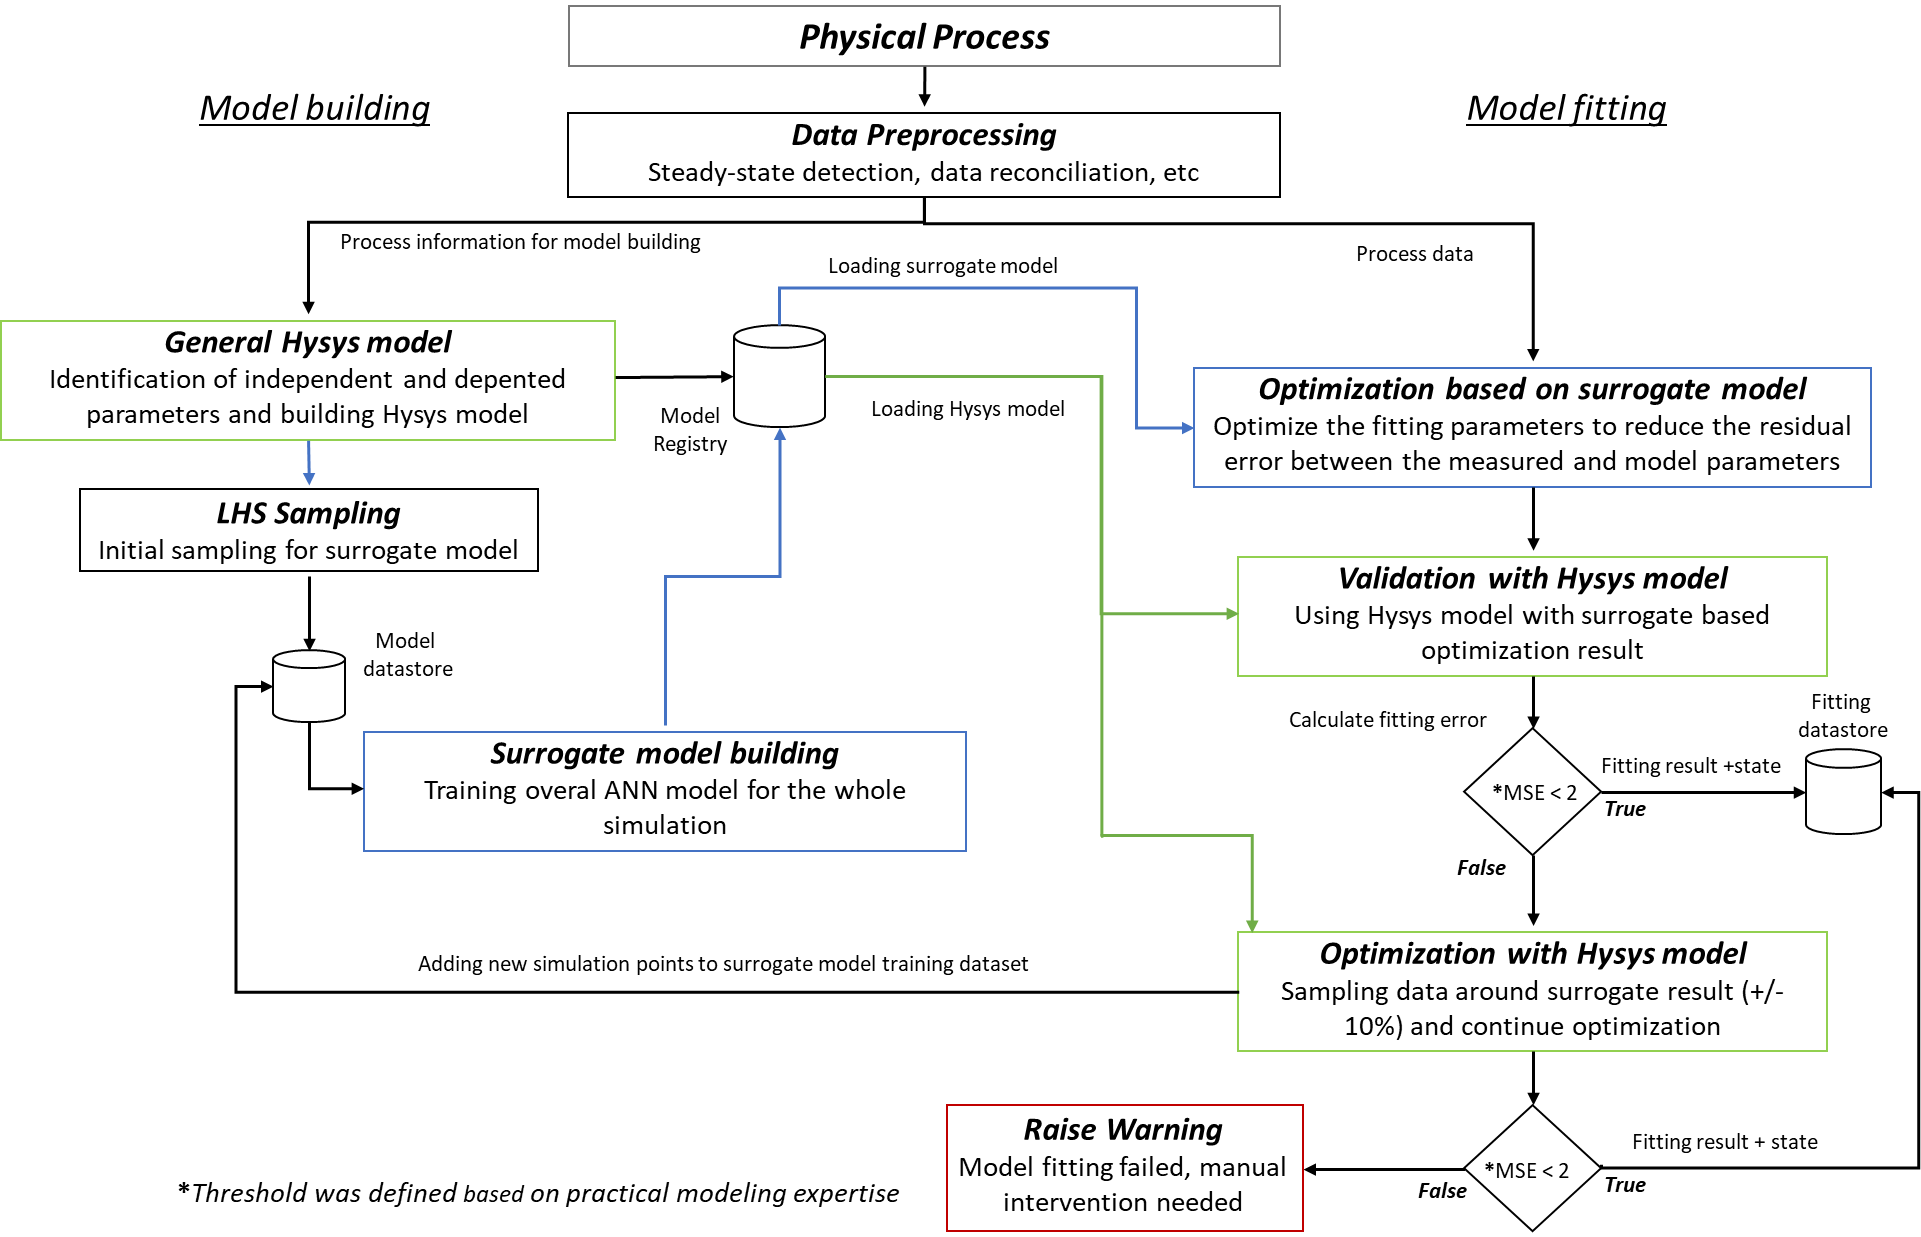 Physical Process
Model building
Model fitting
Data Preprocessing
Steady-state detection, data reconciliation, etc
Process information for model building
Process data
Loading surrogate model
General Hysys model
Identification of independent and depented
parameters and building Hysys model
Model
Registry
Loading Hysys model
Optimization based on surrogate model
Optimize the fitting parameters to reduce the residual
error between the measured and model parameters
LHS Sampling
Initial sampling for surrogate model
Validation with Hysys model
Using Hysys model with surrogate based
optimization result
Model
datastore
Calculate fitting error
Fitting
datastore
Surrogate model building
Training overal ANN model for the whole
simulation
*MSE < 2
Fitting result +state
True
False
Adding new simulation points to surrogate model training dataset
Optimization with Hysys model
Sampling data around surrogate result (+/-
10%) and continue optimization
Raise Warning
Model fitting failed, manual
intervention needed
*MSE < 2
Fitting result + state
True
False
*Threshold was defined based on practical modeling expertise